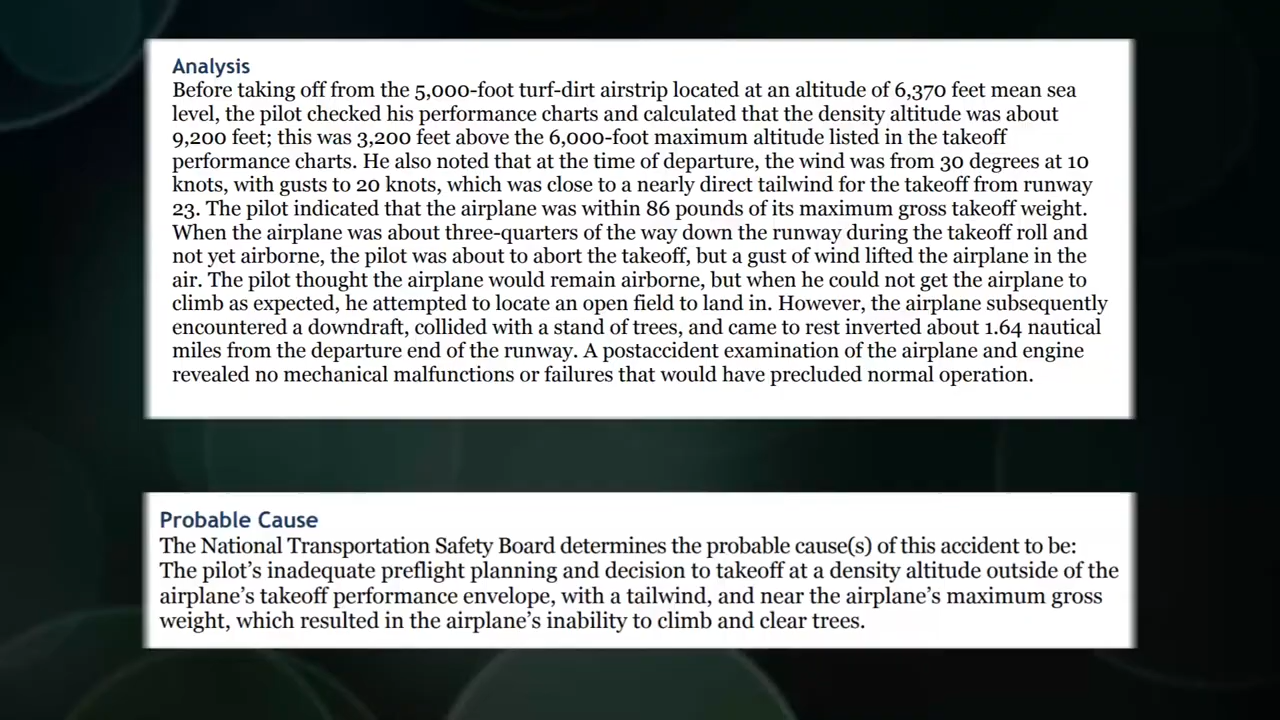 Analysis
Before taking off from the 5,000-foot turf-dirt airstrip located at an altitude of 6,370 feet mean sea
level, the pilot checked his performance charts and calculated that the density altitude was about
9,200 feet; this was 3,200 feet above the 6,000-foot maximum altitude listed in the takeoff
performance charts. He also noted that at the time of departure, the wind was from 30 degrees at 10
knots, with gusts to 20 knots, which was close to a nearly direct tailwind for the takeoff from runway
23. The pilot indicated that the airplane was within 86 pounds of its maximum gross takeoff weight.
When the airplane was about three-quarters of the way down the runway during the takeoff roll and
not yet airborne, the pilot was about to abort the takeoff, but a gust of wind lifted the airplane in the
air. The pilot thought the airplane would remain airborne, but when he could not get the airplane to
climb as expected, he attempted to locate an open field to land in. However, the airplane subsequently
encountered a downdraft, collided with a stand of trees, and came to rest inverted about 1.64 nautical
miles from the departure end of the runway. A postaccident examination of the airplane and engine
revealed no mechanical malfunctions or failures that would have precluded normal operation.
Probable Cause
The National Transportation Safety Board determines the probable cause(s) of this accident to be:
The pilot's inadequate preflight planning and decision to takeoff at a density altitude outside of the
airplane's takeoff performance envelope, with a tailwind, and near the airplane's maximum gross
weight, which resulted in the airplane's inability to climb and clear trees.